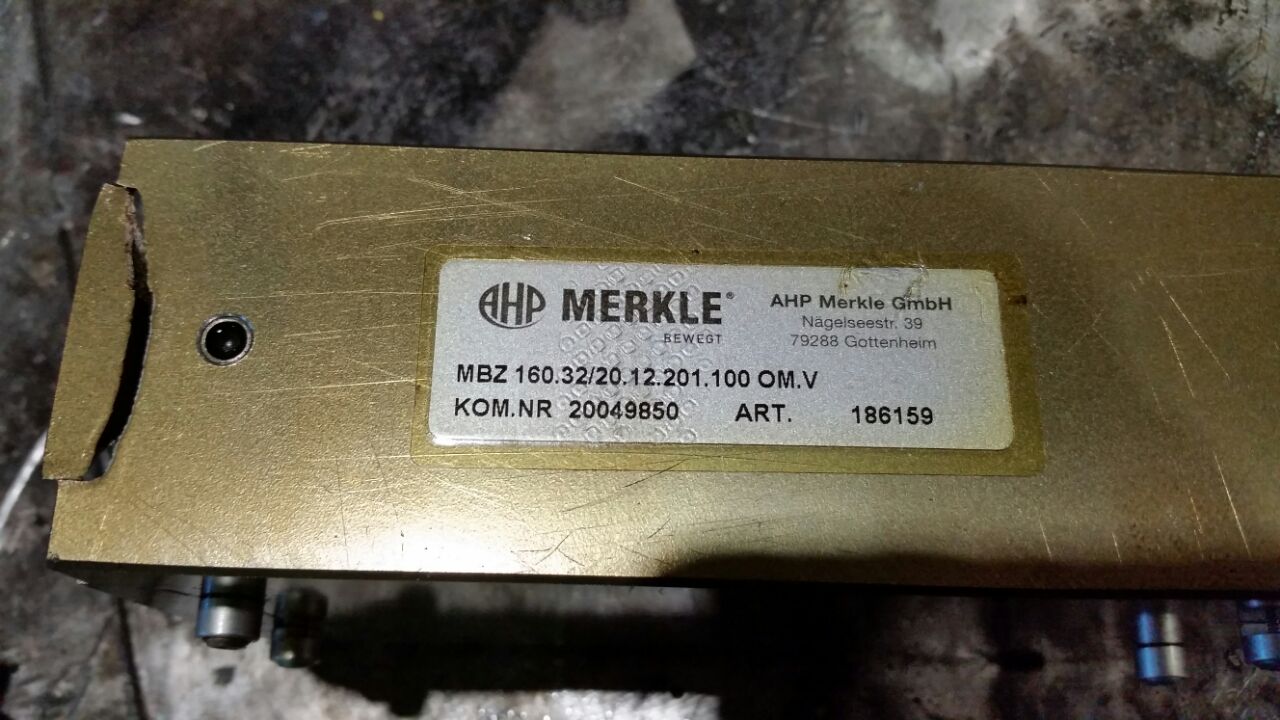 AHP MERKLE®
BEWEGT
AHP Merkle GmbH
Nägelseestr. 39
79288 Gottenheim
MBZ 160.32/20.12.201.100 OM.V
KOM.NR 20049850 ART. 186159